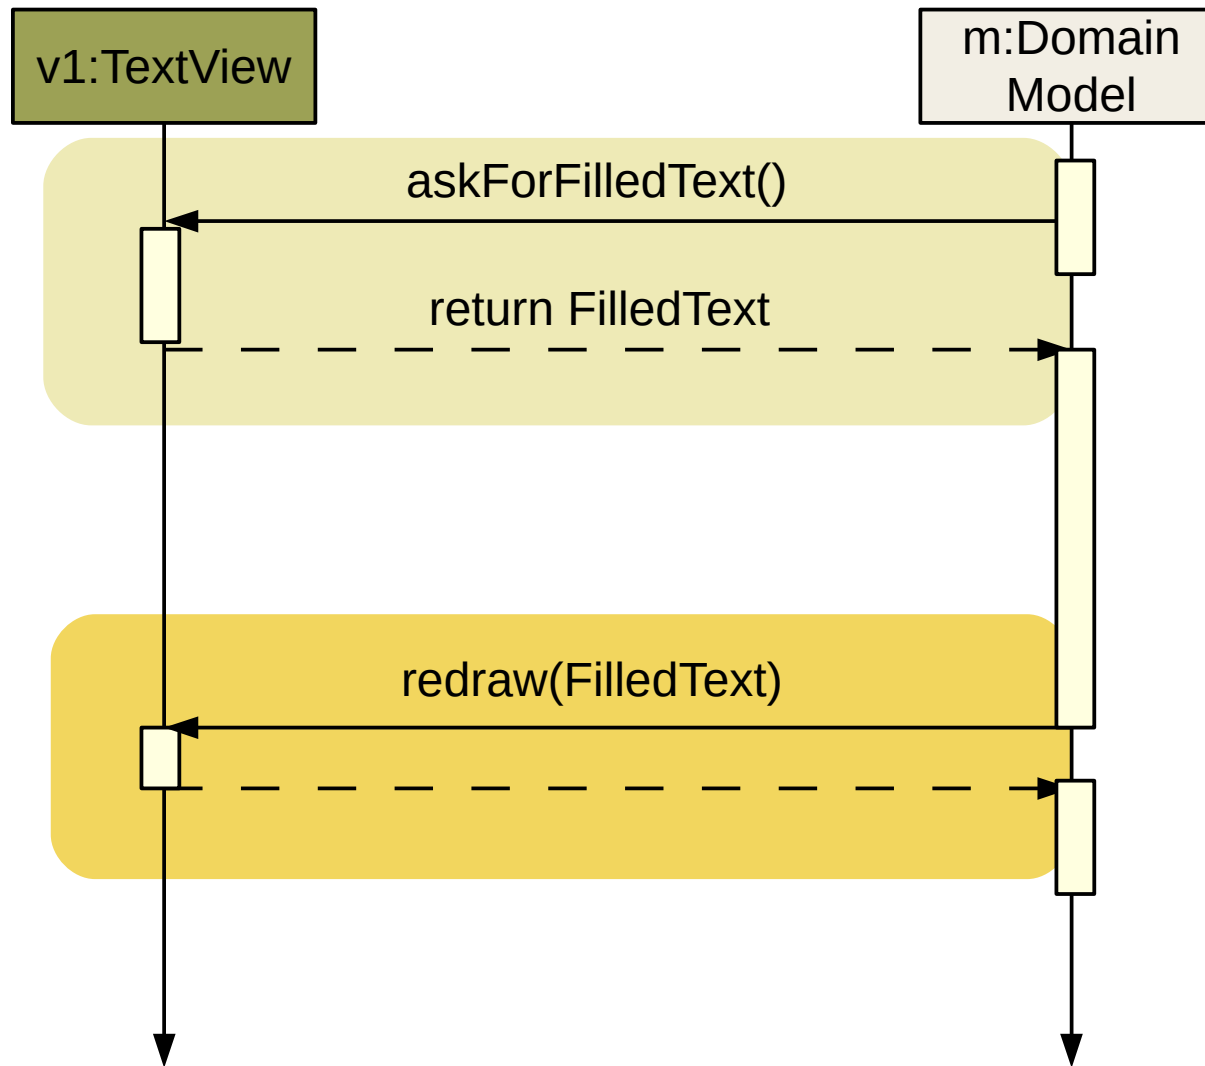 v1:TextView
m:Domain
Model
askForFilledText()
return FilledText
redraw(FilledText)